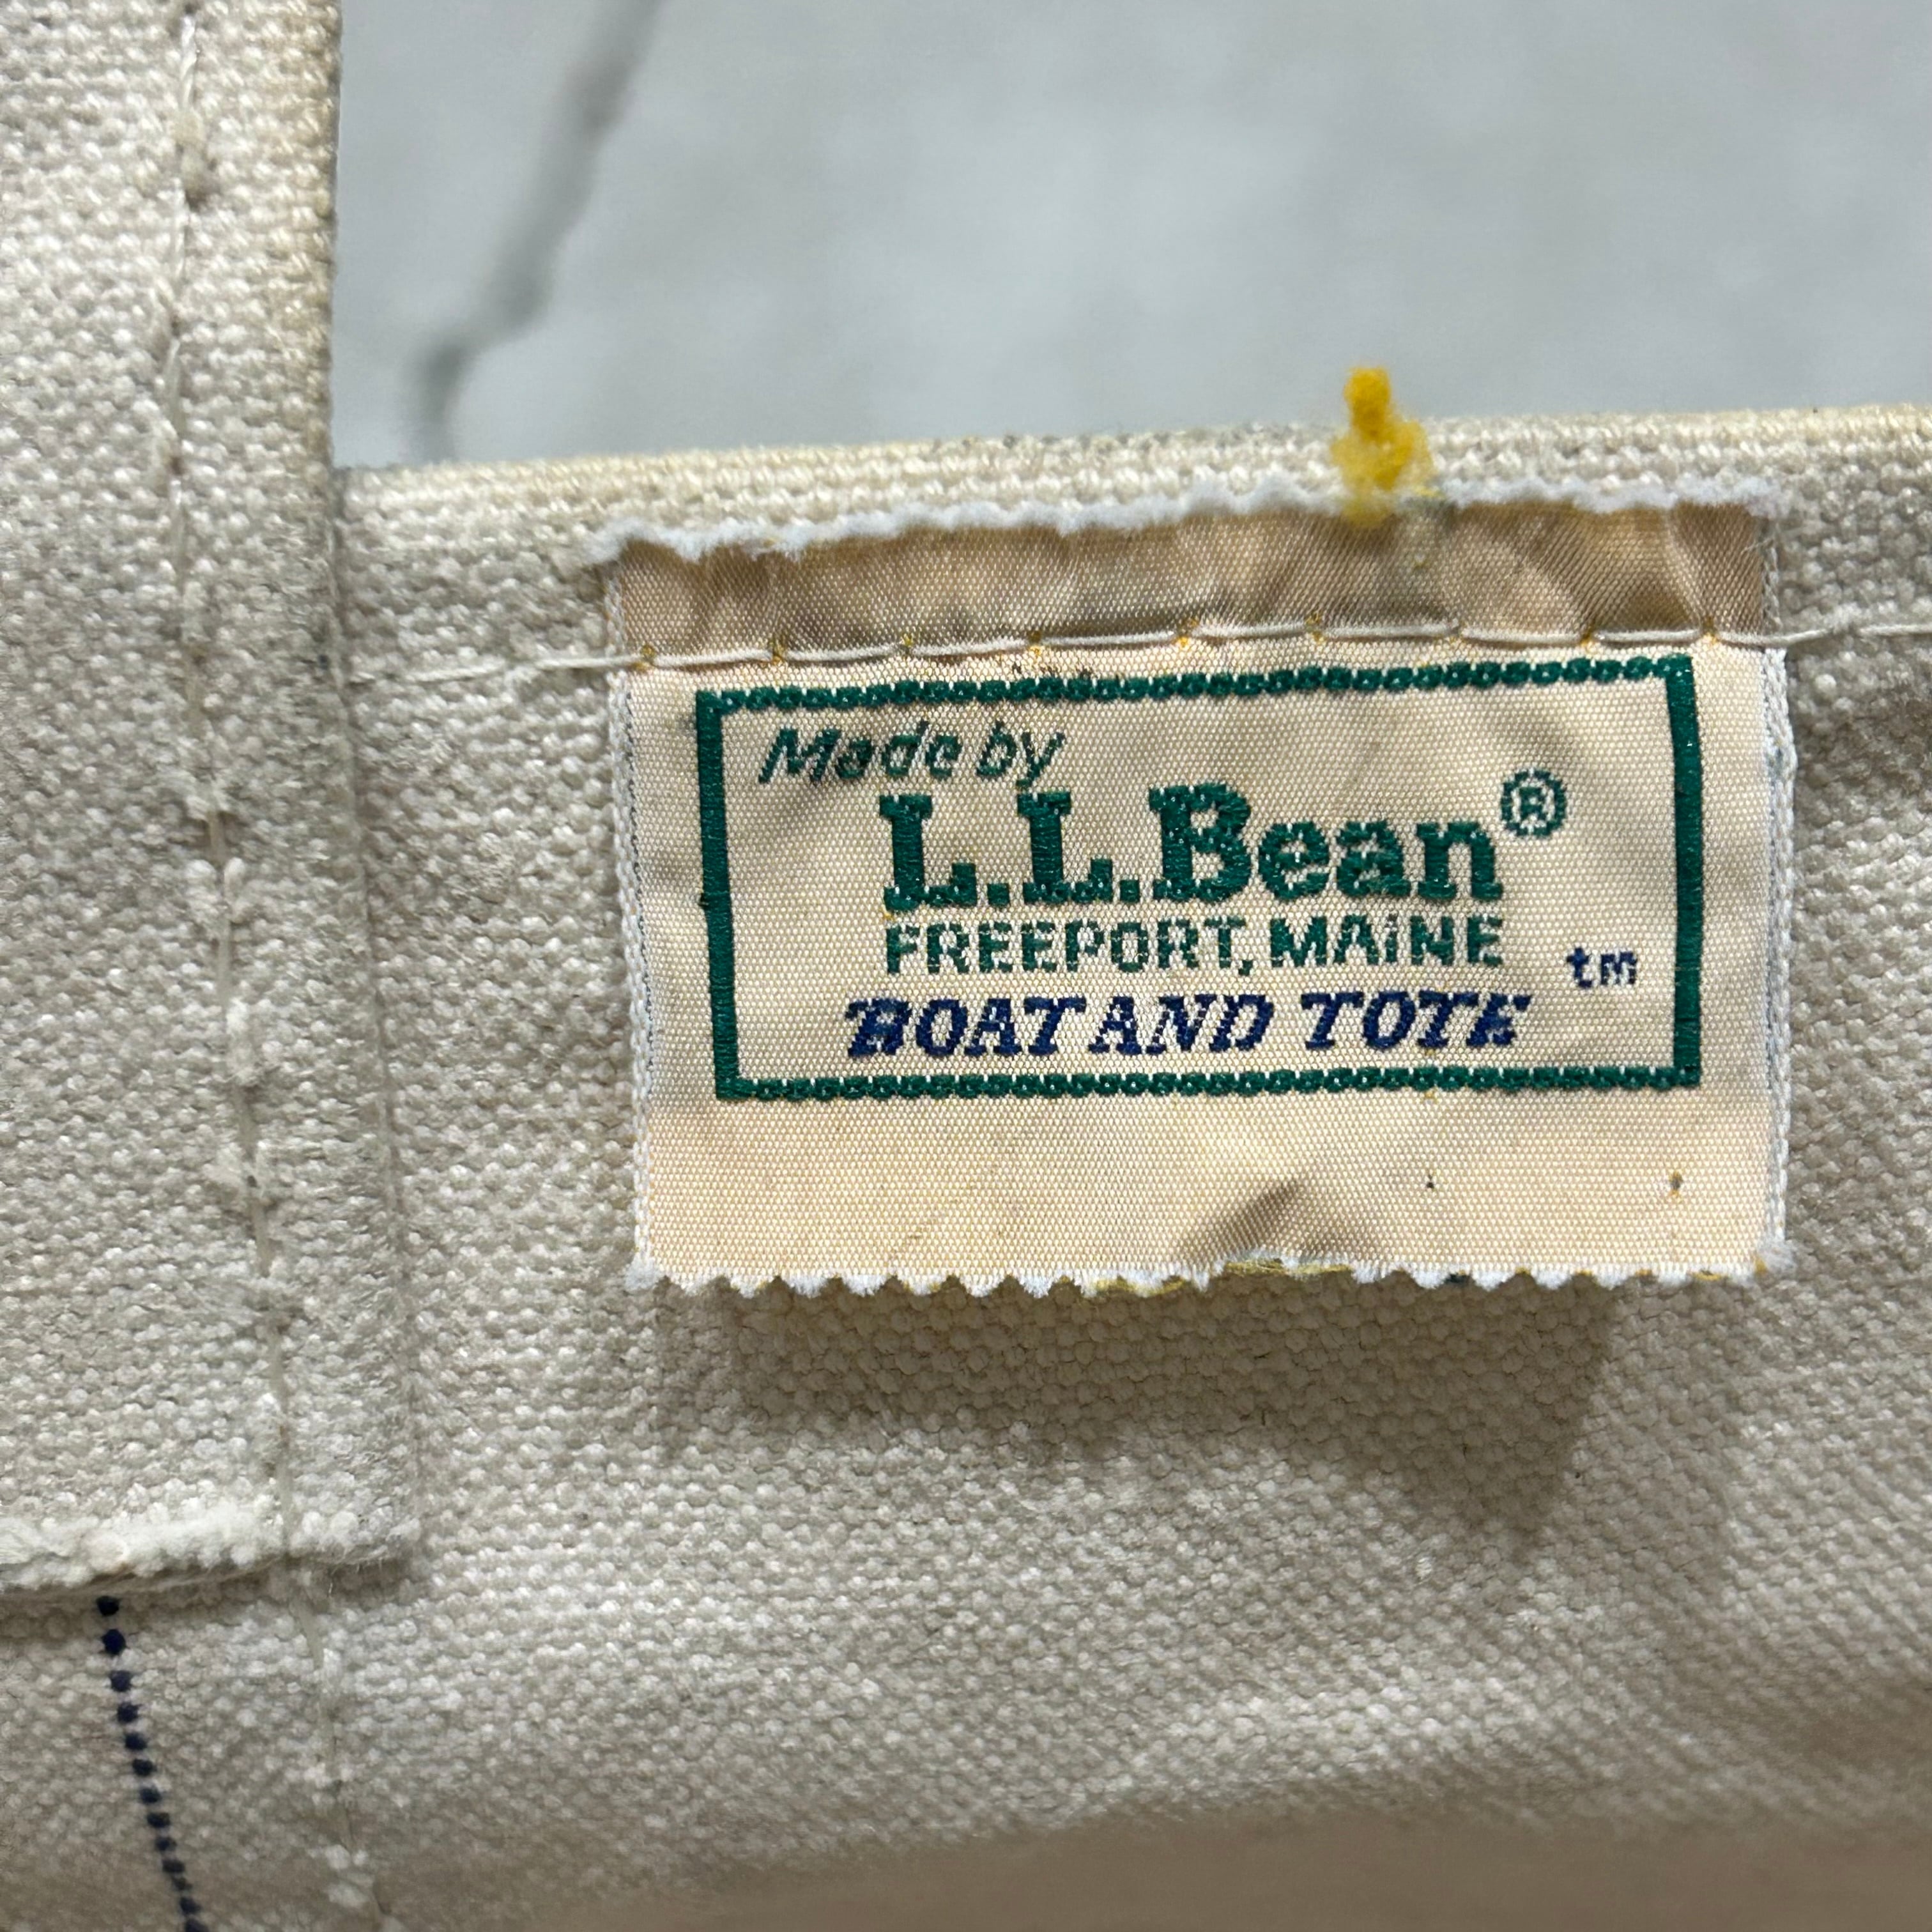 Made by
L.L.Bean®
FREEPORT, MAINE
tm
BOAT AND TOTE